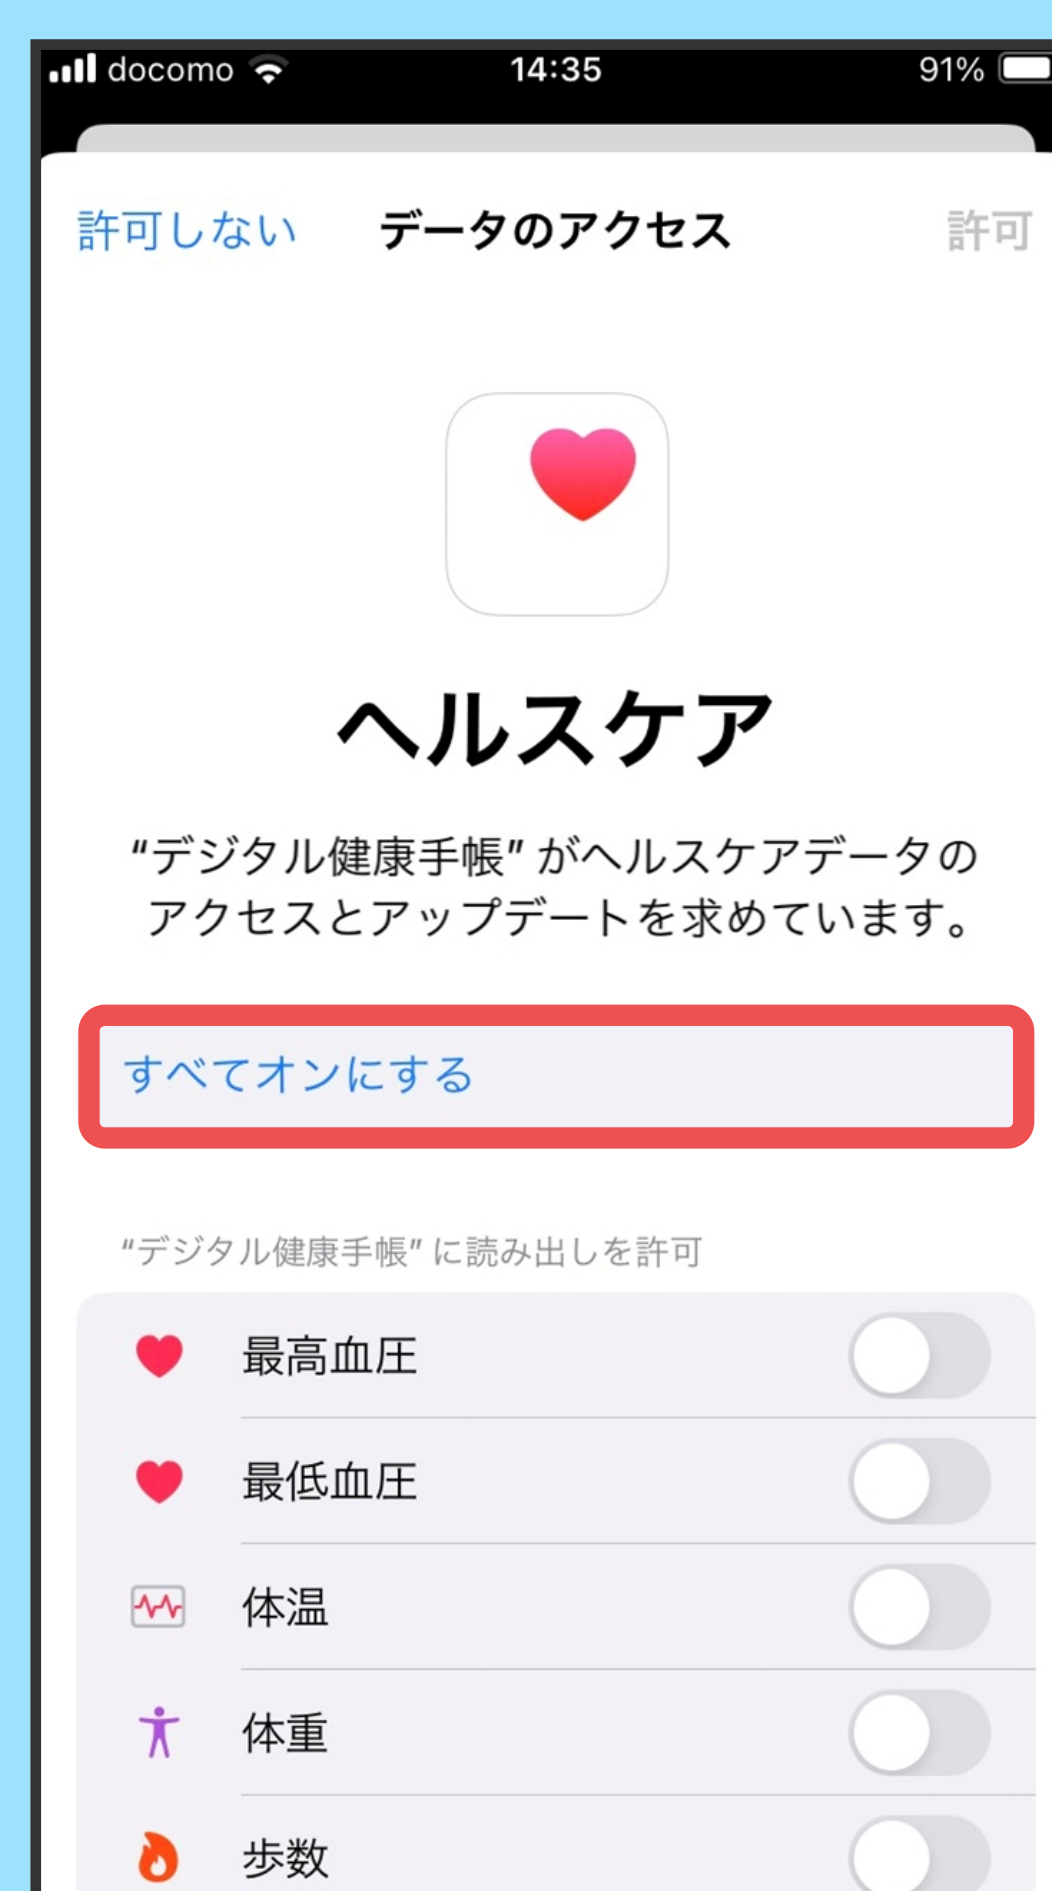 docomo 14:35 91%
許可しない データのアクセス 許可
ヘルスケア
“デジタル健康手帳” がヘルスケアデータの
アクセスとアップデートを求めています。
すべてオンにする
“デジタル健康手帳” に読み出しを許可
最高血圧
最低血圧
体温
体重
歩数